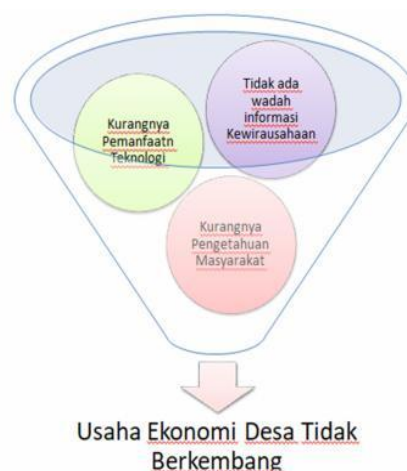 Kurangnya
Pemanfaatn
Teknologi
Tidak ada
wadah
informasi
Kewirausahaan
Kurangnya
Pengetahuan
Masyarakat
Usaha Ekonomi Desa Tidak
Berkembang